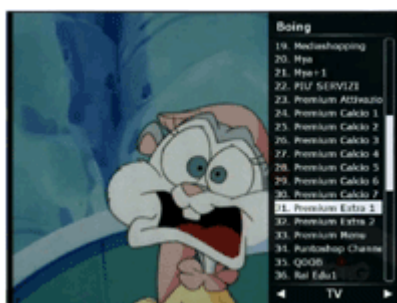 Boing
19. Mediashopping
20. Mya
21. Mya+1
22. PIU' SERVIZI
23. Premium Attivazio
24. Premium Calcio 1
25. Premium Calcio 2
26. Premium Calcio 3
27. Premium Calcio 4
28. Premium Calcio 5
29. Premium Calcio 6
30. Premium Calcio 7
31. Premium Extra 1
32. Premium Extra 2
33. Premium Menu
34. Puntoshop Channe
35. QOOB
36. Rai Edu1
TV